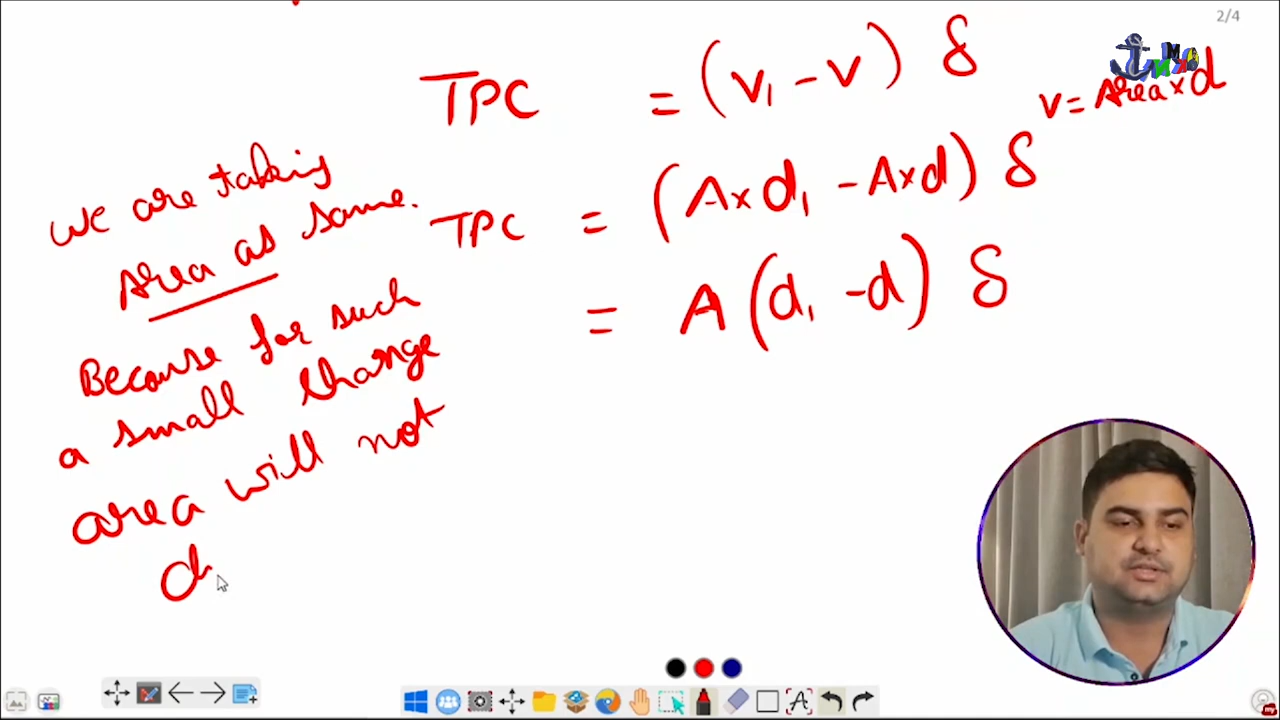 2/4
TPC = (V₁ - V) δ
V = Area × d
TPC = (A × d₁ - A × d) δ
= A (d₁ - d) δ
We are taking
Area as same.
Because for such
a small change
area will not
ch